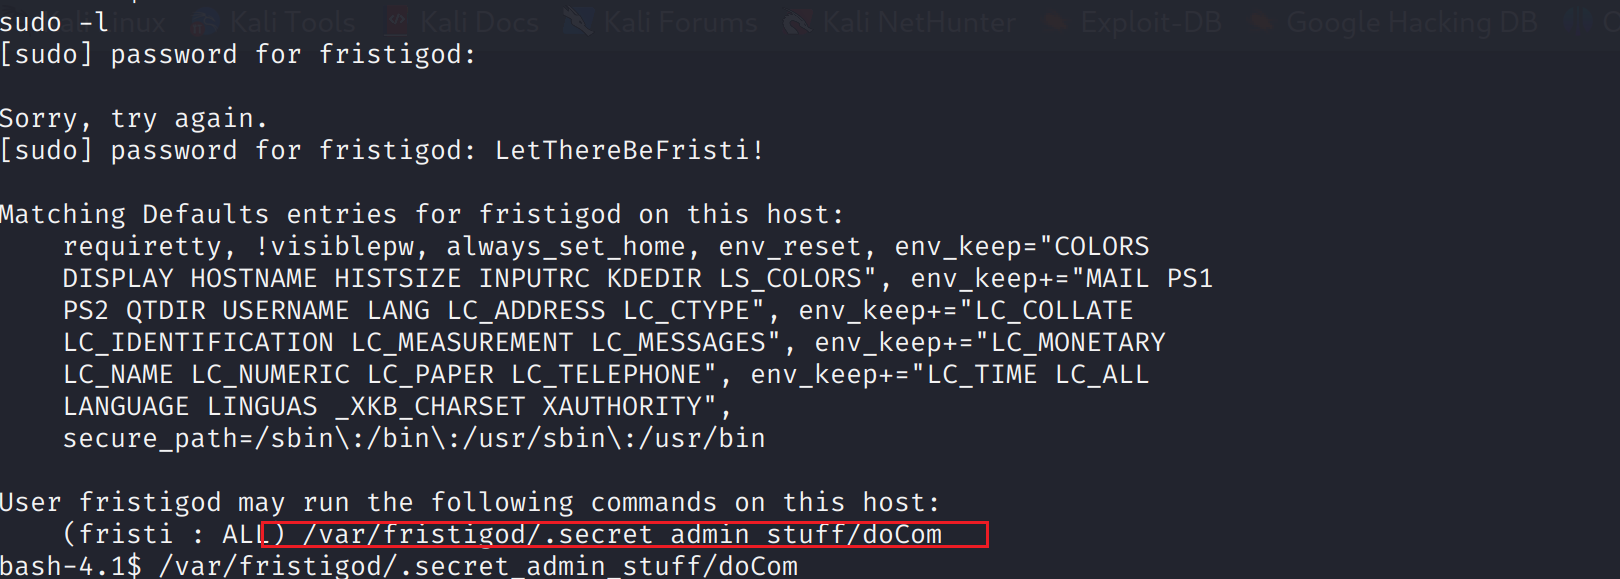 Kali Linux Kali Tools Kali Docs Kali Forums Kali NetHunter Exploit-DB Google Hacking DB
sudo -l
[sudo] password for fristigod:
Sorry, try again.
[sudo] password for fristigod: LetThereBeFristi!
Matching Defaults entries for fristigod on this host:
    requiretty, !visiblepw, always_set_home, env_reset, env_keep="COLORS
    DISPLAY HOSTNAME HISTSIZE INPUTRC KDEDIR LS_COLORS", env_keep+="MAIL PS1
    PS2 QTDIR USERNAME LANG LC_ADDRESS LC_CTYPE", env_keep+="LC_COLLATE
    LC_IDENTIFICATION LC_MEASUREMENT LC_MESSAGES", env_keep+="LC_MONETARY
    LC_NAME LC_NUMERIC LC_PAPER LC_TELEPHONE", env_keep+="LC_TIME LC_ALL
    LANGUAGE LINGUAS _XKB_CHARSET XAUTHORITY",
    secure_path=/sbin\:/bin\:/usr/sbin\:/usr/bin
User fristigod may run the following commands on this host:
    (fristi : ALL) /var/fristigod/.secret_admin_stuff/doCom
bash-4.1$ /var/fristigod/.secret_admin_stuff/doCom